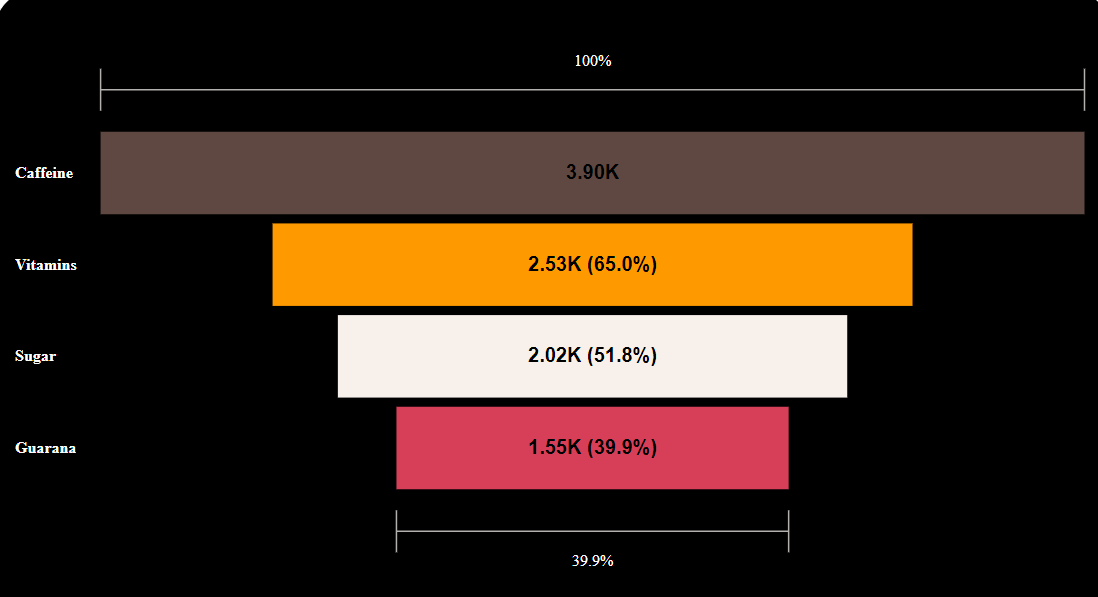 100%
Caffeine 3.90K
Vitamins 2.53K (65.0%)
Sugar 2.02K (51.8%)
Guarana 1.55K (39.9%)
39.9%